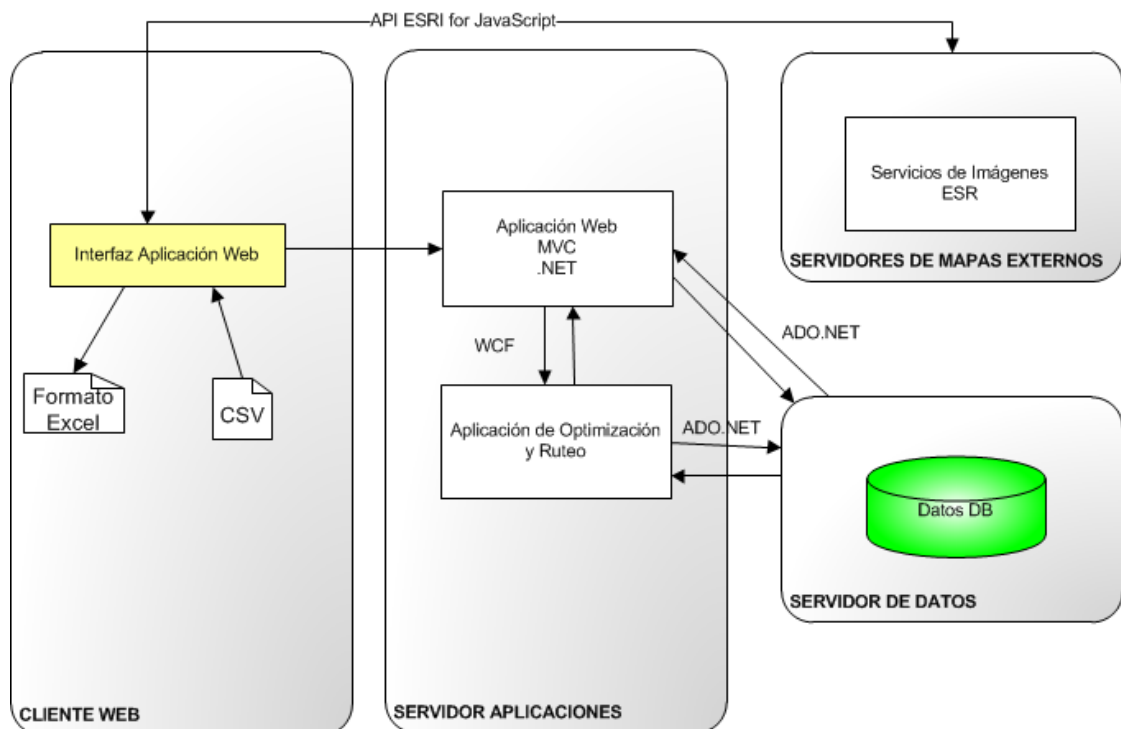 API ESRI for JavaScript
Servicios de Imágenes
ESR
SERVIDORES DE MAPAS EXTERNOS
Interfaz Aplicación Web
Aplicación Web
MVC
.NET
WCF
ADO.NET
Formato
Excel
CSV
Aplicación de Optimización
y Ruteo
ADO.NET
Datos DB
SERVIDOR DE DATOS
CLIENTE WEB
SERVIDOR APLICACIONES